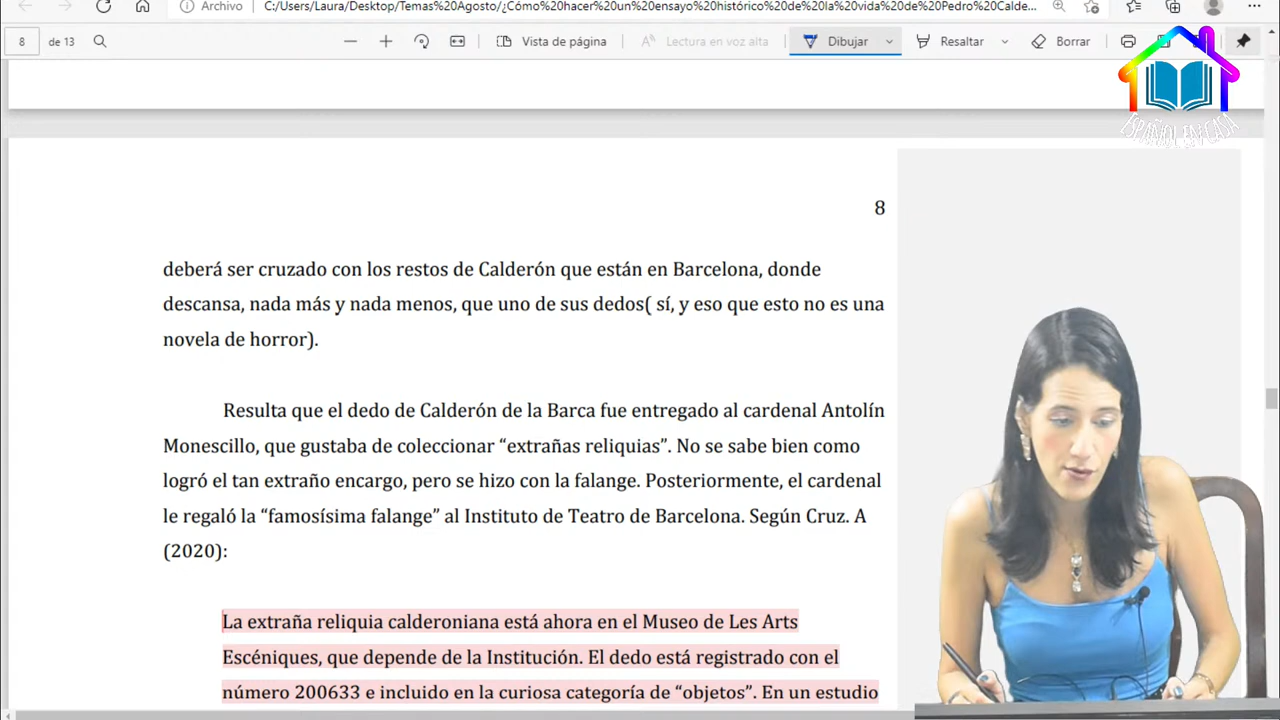 Archivo C:/Users/Laura/Desktop/Temas%20Agosto/¿Cómo%20hacer%20un%20ensayo%20histórico%20de%20la%20vida%20de%20Pedro%20Calde...
8 de 13 Vista de página Lectura en voz alta Dibujar Resaltar Borrar
ESPAÑOL EN CASA
8
deberá ser cruzado con los restos de Calderón que están en Barcelona, donde
descansa, nada más y nada menos, que uno de sus dedos( sí, y eso que esto no es una
novela de horror).
Resulta que el dedo de Calderón de la Barca fue entregado al cardenal Antolín
Monescillo, que gustaba de coleccionar “extrañas reliquias”. No se sabe bien como
logró el tan extraño encargo, pero se hizo con la falange. Posteriormente, el cardenal
le regaló la “famosísima falange” al Instituto de Teatro de Barcelona. Según Cruz. A
(2020):
La extraña reliquia calderoniana está ahora en el Museo de Les Arts
Escéniques, que depende de la Institución. El dedo está registrado con el
número 200633 e incluido en la curiosa categoría de “objetos”. En un estudio